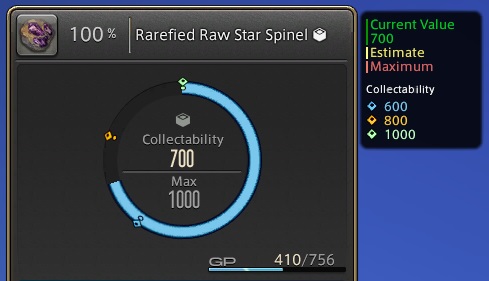 100 % Rarefied Raw Star Spinel
Collectability
700
Max
1000
GP 410/756
Current Value
700
Estimate
Maximum
Collectability
600
800
1000